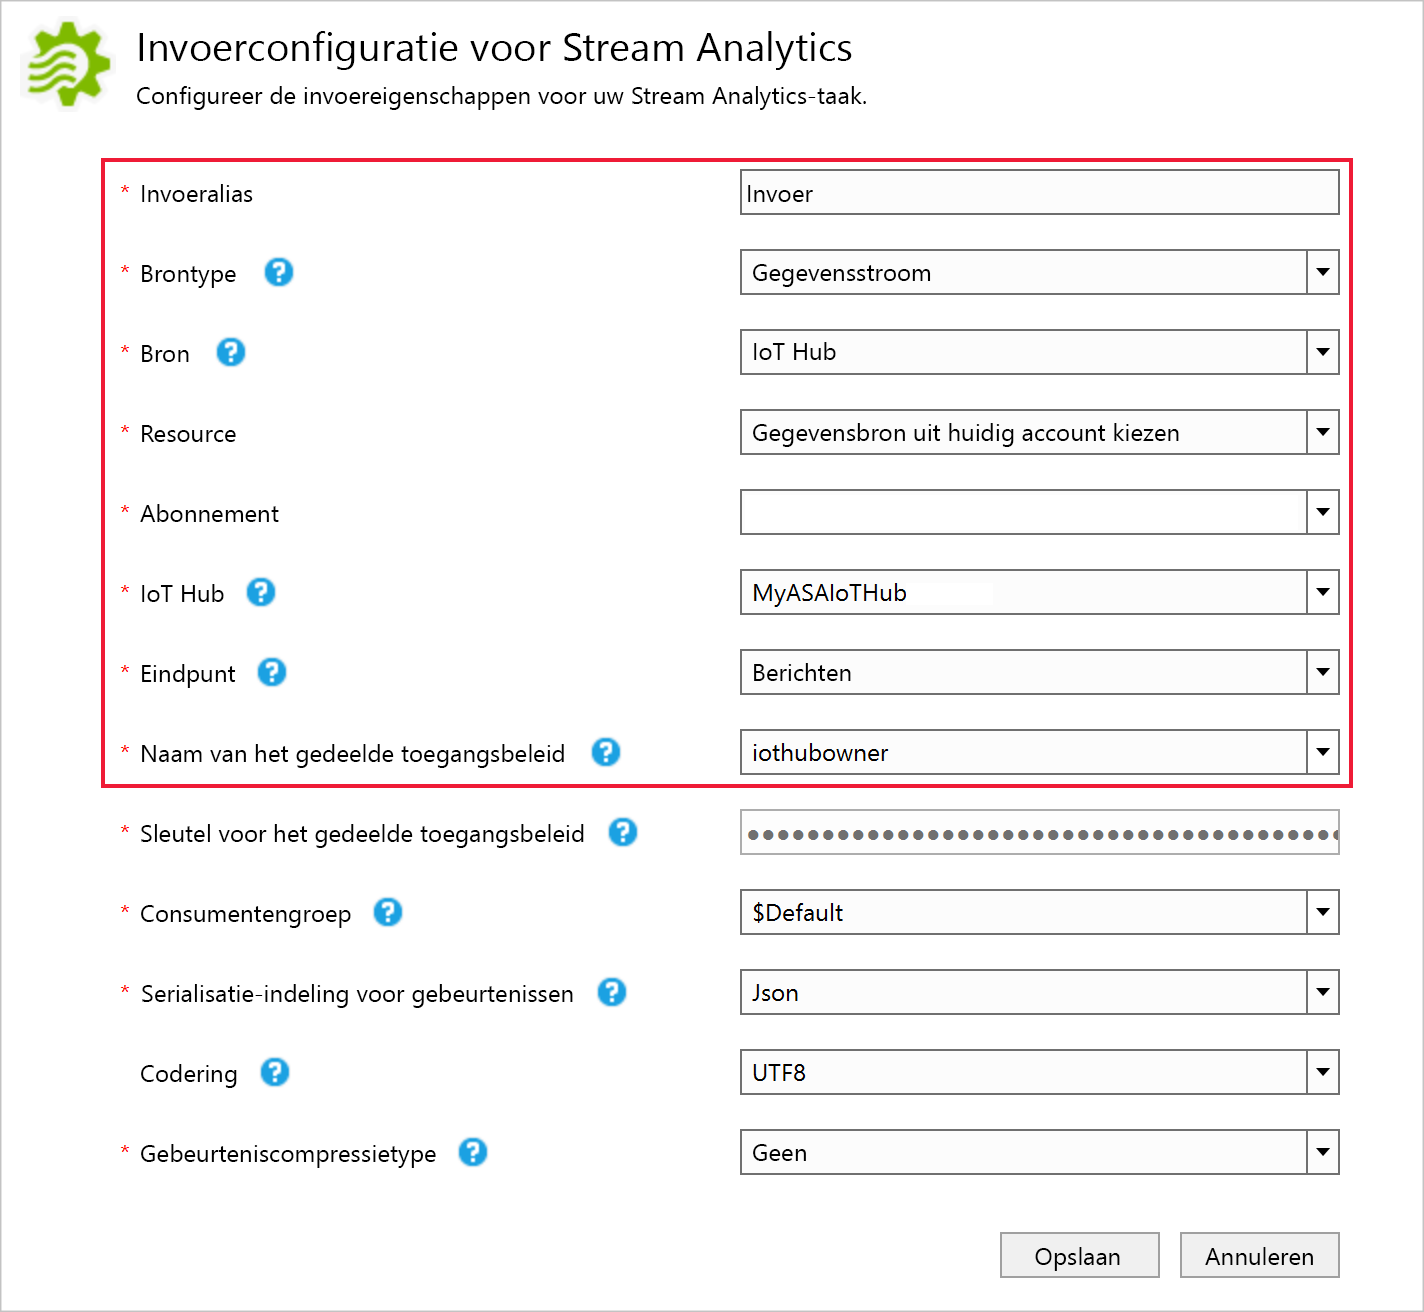 Invoerconfiguratie voor Stream Analytics
Configureer de invoereigenschappen voor uw Stream Analytics-taak.
* Invoeralias Invoer
* Brontype ? Gegevensstroom
* Bron ? IoT Hub
* Resource Gegevensbron uit huidig account kiezen
* Abonnement
* IoT Hub ? MyASAIoTHub
* Eindpunt ? Berichten
* Naam van het gedeelde toegangsbeleid ? iothubowner
* Sleutel voor het gedeelde toegangsbeleid ?
* Consumentengroep ? $Default
* Serialisatie-indeling voor gebeurtenissen ? Json
Codering ? UTF8
* Gebeurteniscompressietype ? Geen
Opslaan Annuleren